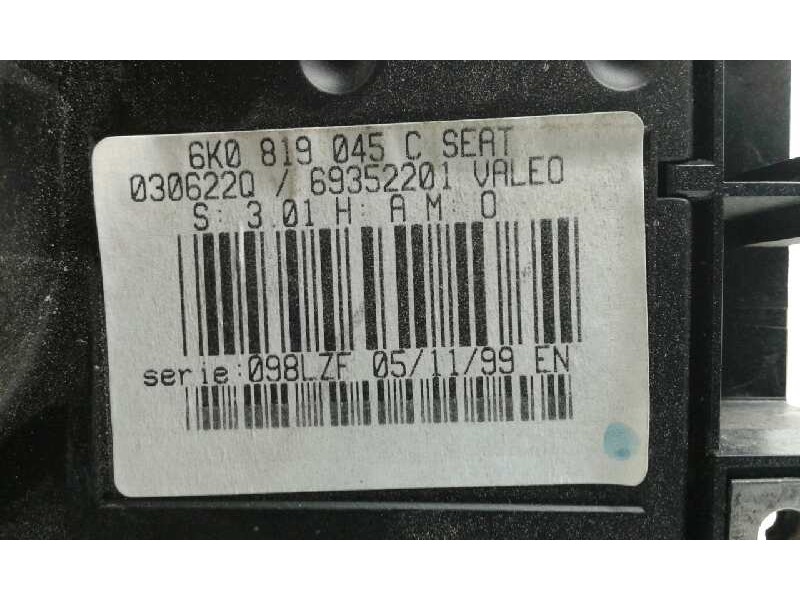 6K0 819 045 C SEAT
030622Q / 69352201 VALEO
S: 3.01 H: A M: 0
serie:098LZF 05/11/99 EN